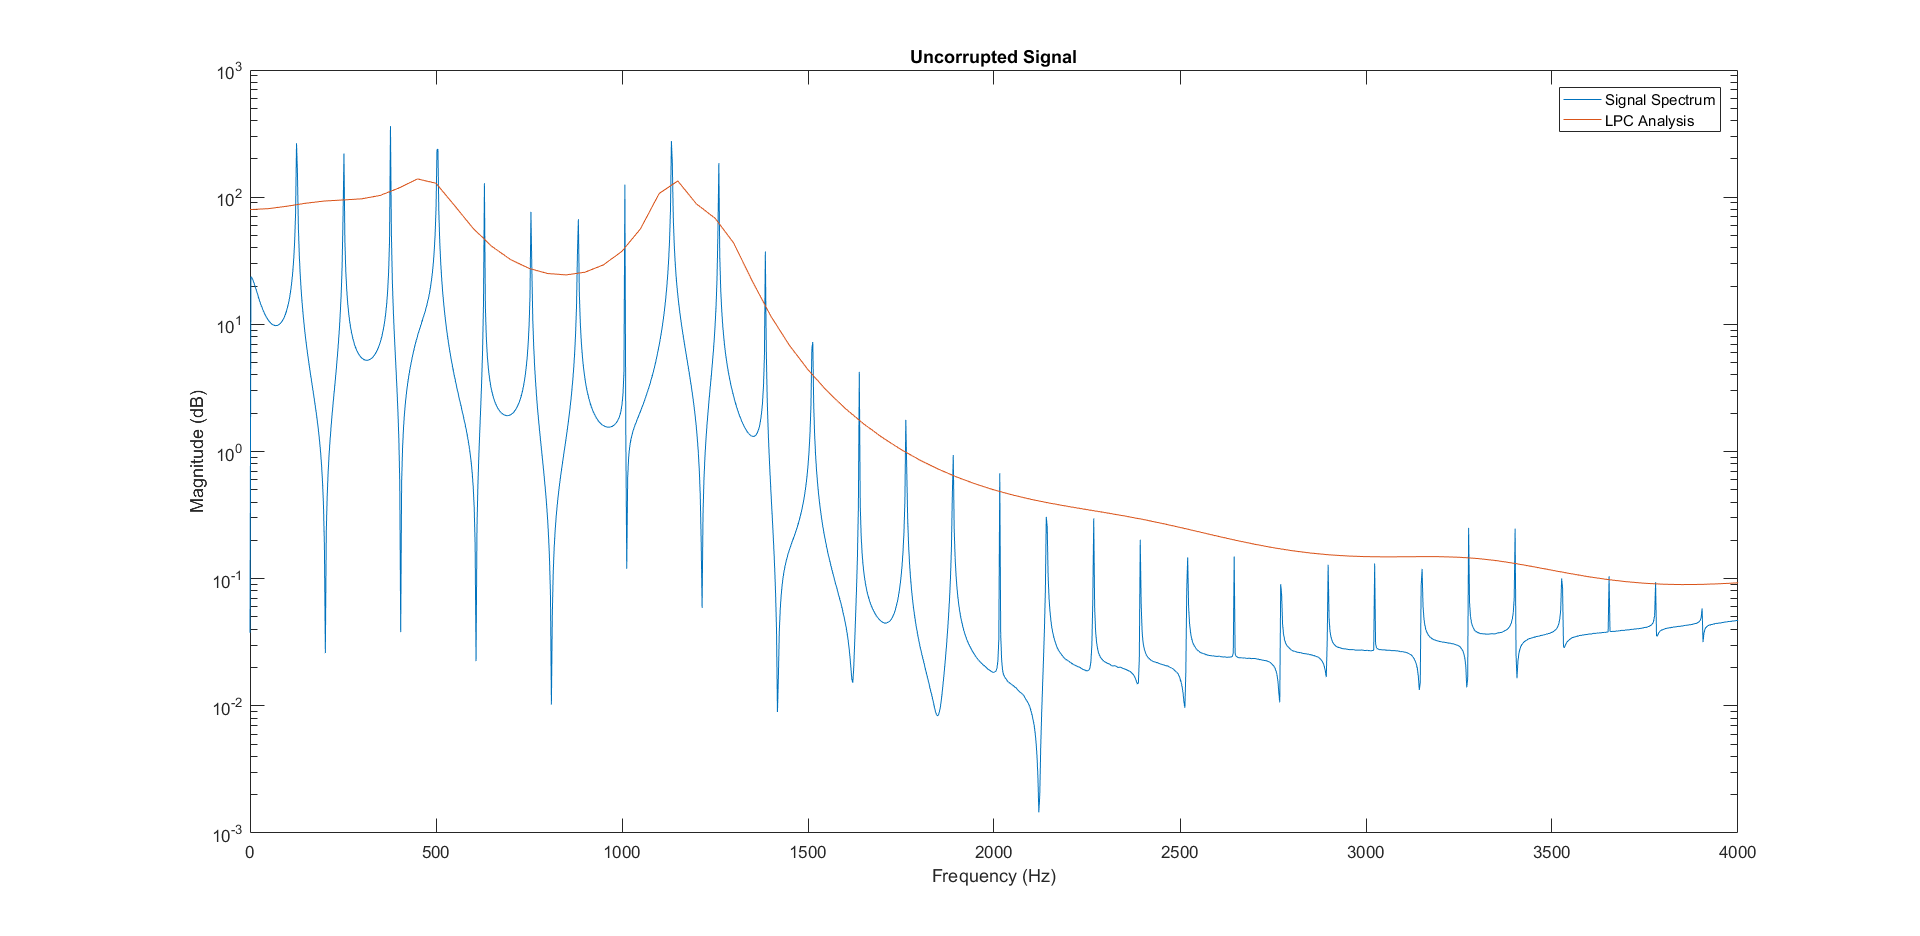 Uncorrupted Signal
10^3
Signal Spectrum
LPC Analysis
10^2
10^1
10^0
10^-1
10^-2
10^-3
Magnitude (dB)
0 500 1000 1500 2000 2500 3000 3500 4000
Frequency (Hz)